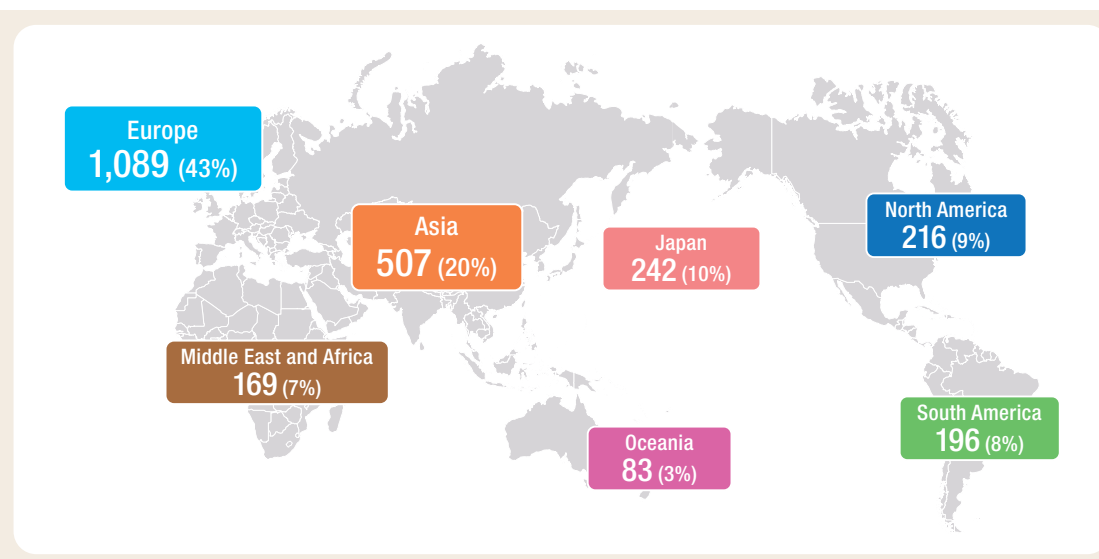 Europe
1,089 (43%)
Asia
507 (20%)
Japan
242 (10%)
North America
216 (9%)
Middle East and Africa
169 (7%)
South America
196 (8%)
Oceania
83 (3%)